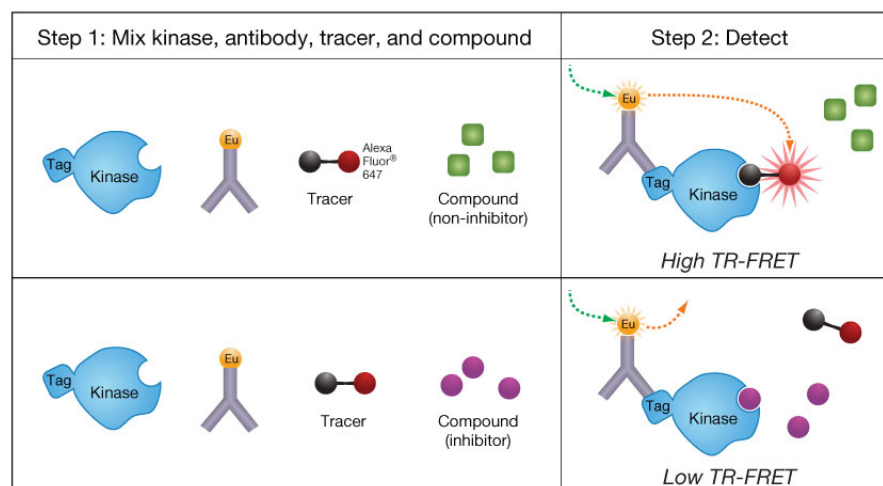 Step 1: Mix kinase, antibody, tracer, and compound
Step 2: Detect
Tag
Kinase
Eu
Alexa
Fluor®
647
Tracer
Compound
(non-inhibitor)
Eu
Tag
Kinase
High TR-FRET
Tag
Kinase
Eu
Tracer
Compound
(inhibitor)
Eu
Tag
Kinase
Low TR-FRET